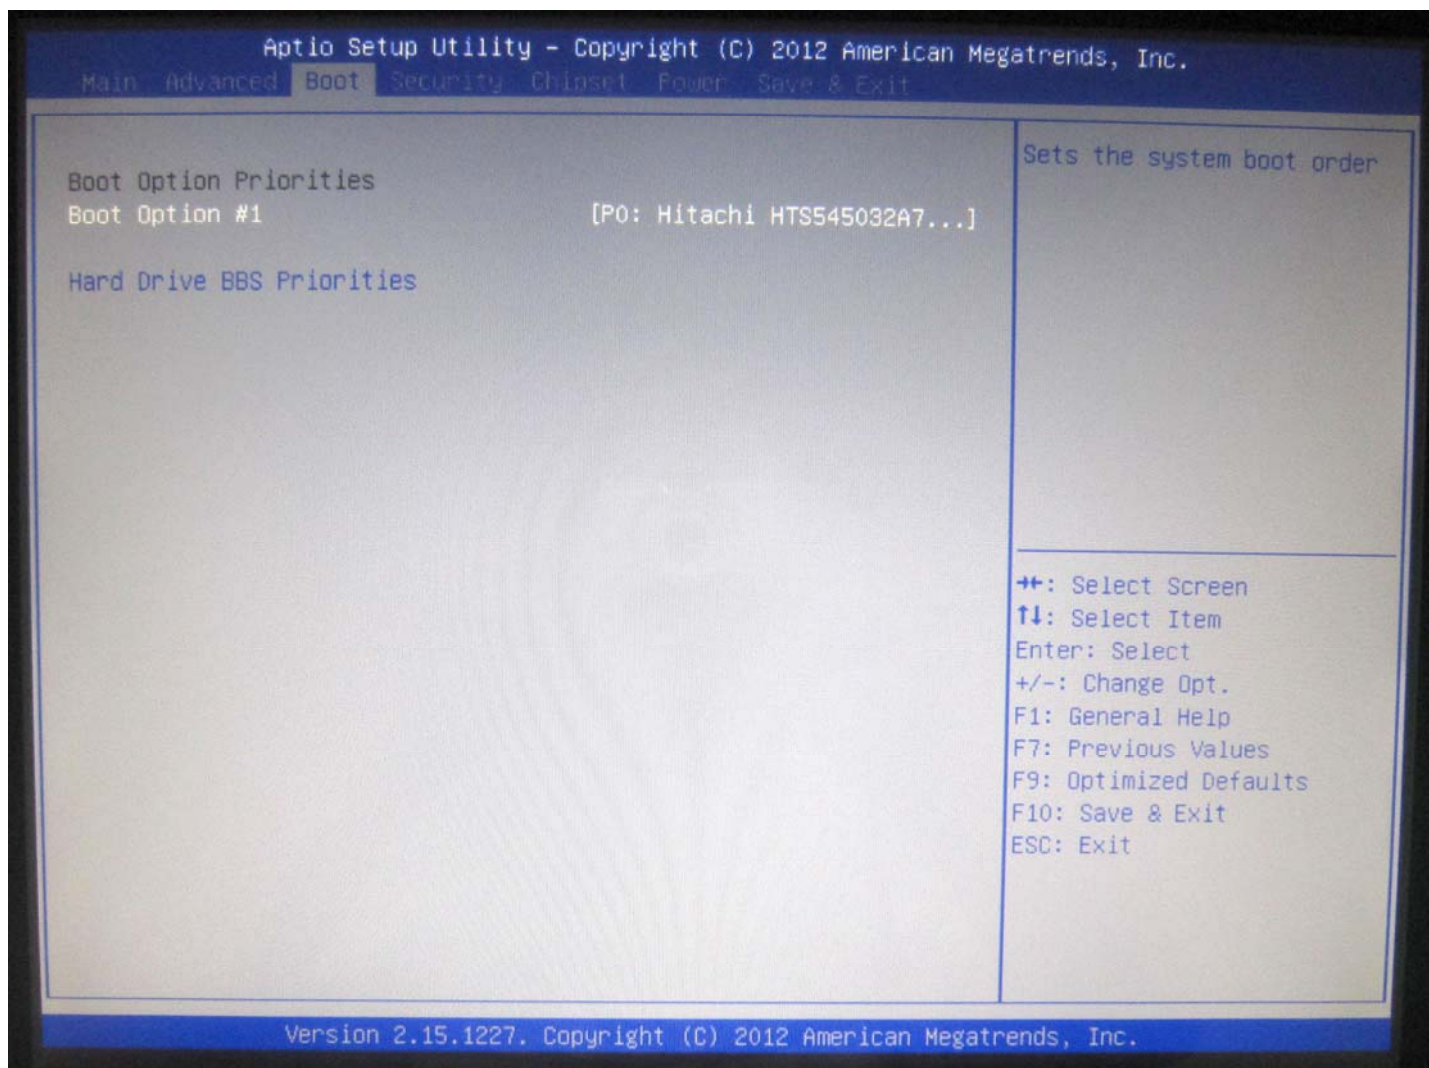 Aptio Setup Utility – Copyright (C) 2012 American Megatrends, Inc.
Main Advanced Boot Security Chipset Power Save & Exit
Boot Option Priorities
Boot Option #1 [P0: Hitachi HTS545032A7...]
Hard Drive BBS Priorities
Sets the system boot order
→←: Select Screen
↑↓: Select Item
Enter: Select
+/-: Change Opt.
F1: General Help
F7: Previous Values
F9: Optimized Defaults
F10: Save & Exit
ESC: Exit
Version 2.15.1227. Copyright (C) 2012 American Megatrends, Inc.